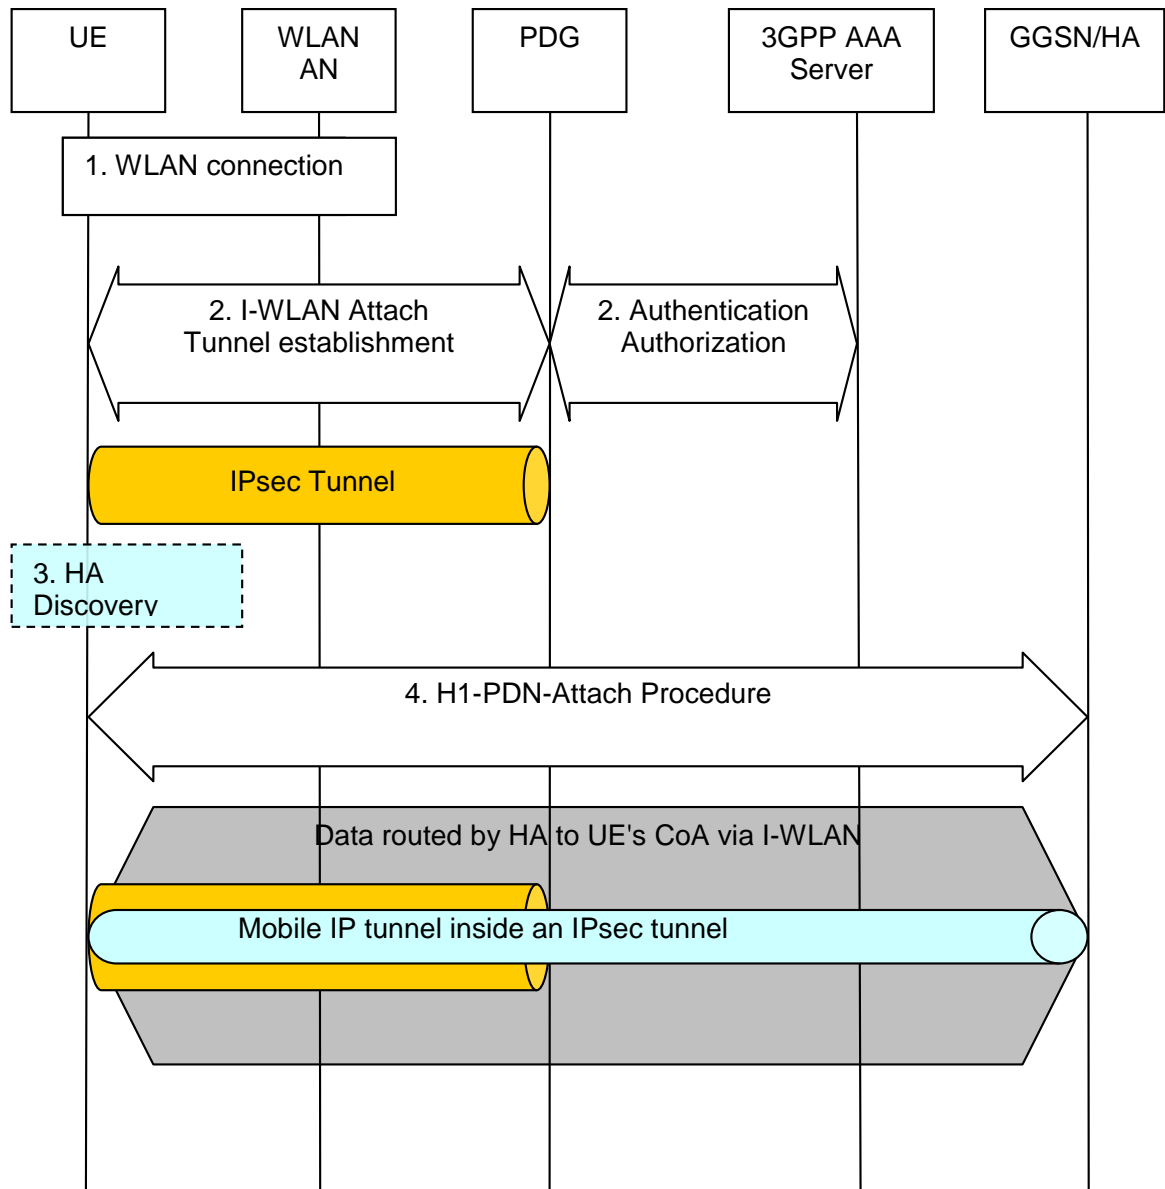 UE
WLAN
AN
PDG
3GPP AAA
Server
GGSN/HA
1. WLAN connection
2. I-WLAN Attach
Tunnel establishment
2. Authentication
Authorization
IPsec Tunnel
3. HA
Discovery
4. H1-PDN-Attach Procedure
Data routed by HA to UE's CoA via I-WLAN
Mobile IP tunnel inside an IPsec tunnel